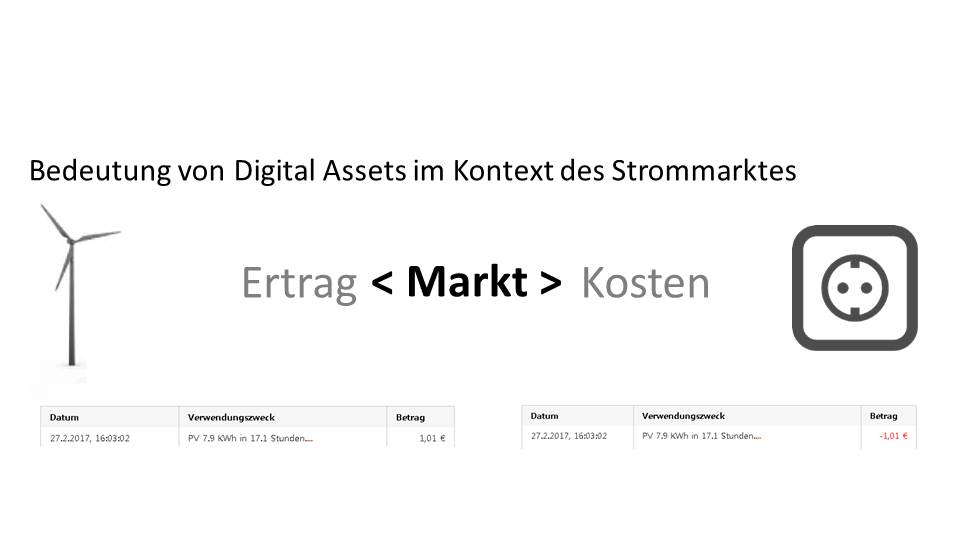 Bedeutung von Digital Assets im Kontext des Strommarktes
Ertrag < Markt > Kosten
Datum Verwendungszweck Betrag
27.2.2017, 16:03:02 PV 7.9 KWh in 17.1 Stunden.... 1,01 €
Datum Verwendungszweck Betrag
27.2.2017, 16:03:02 PV 7.9 KWh in 17.1 Stunden.... -1,01 €